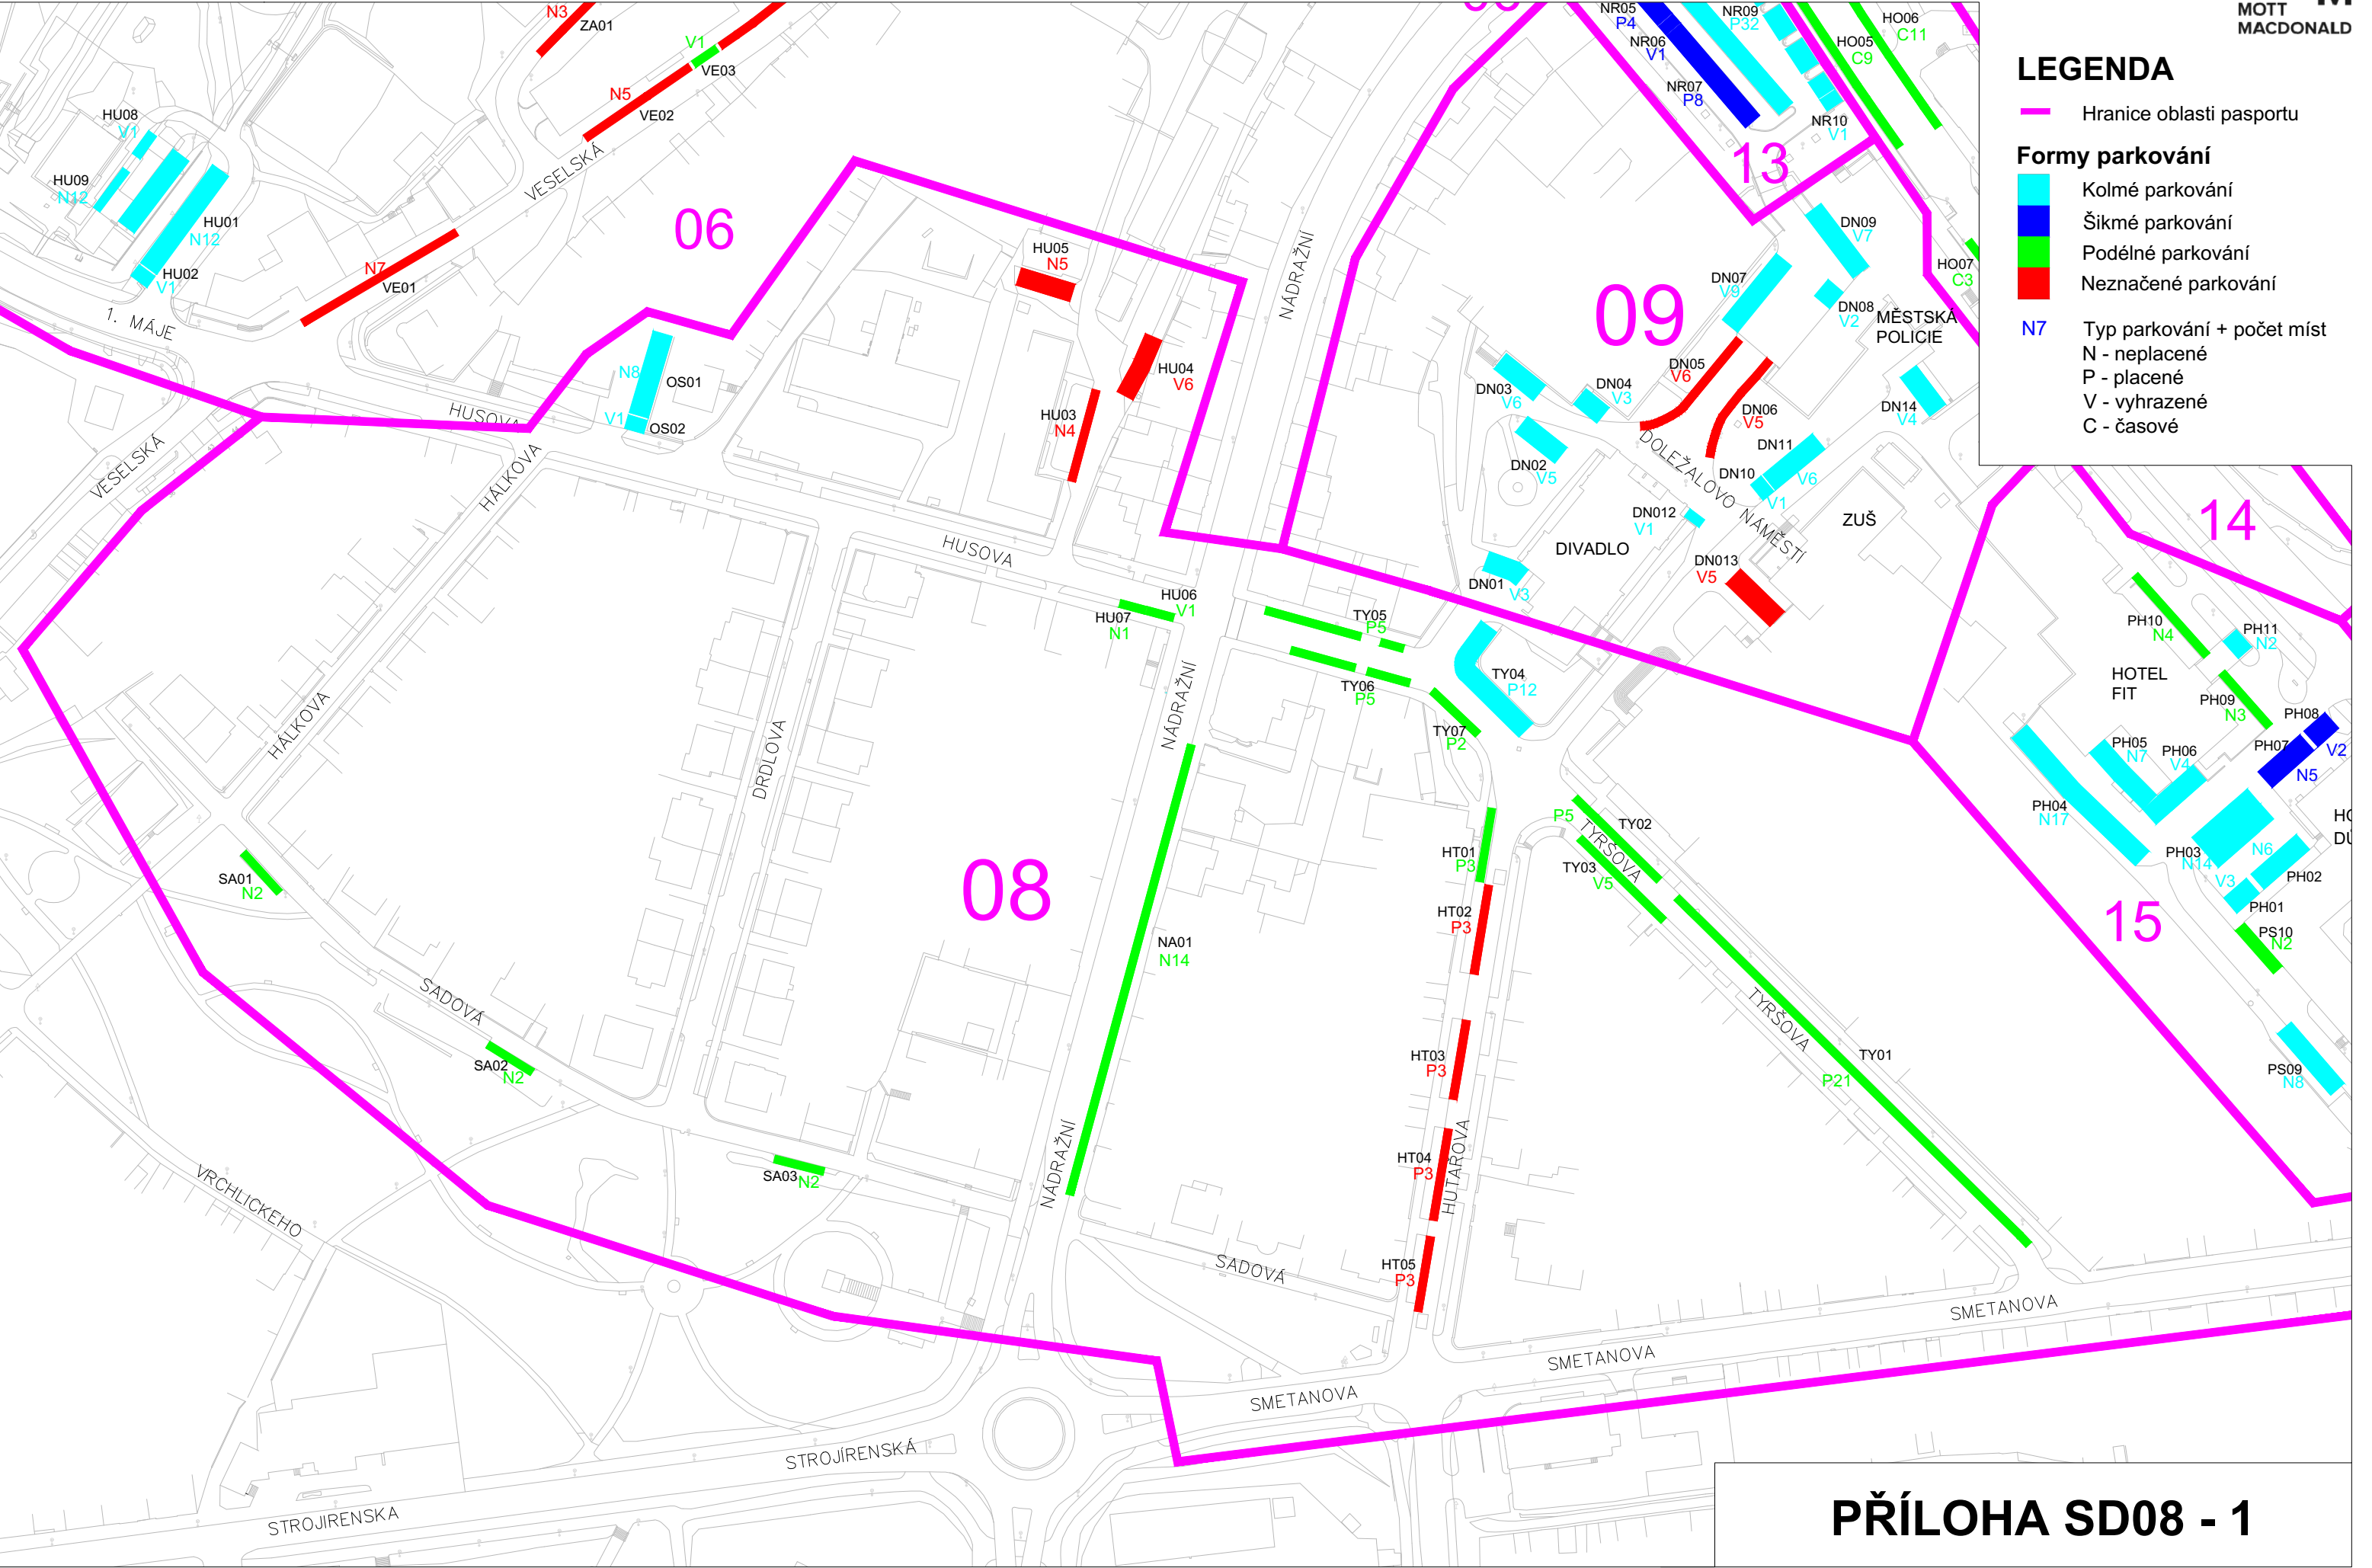 MOTT
MACDONALD
M
LEGENDA
Hranice oblasti pasportu
Formy parkování
Kolmé parkování
Šikmé parkování
Podélné parkování
Neznačené parkování
N7
Typ parkování + počet míst
N - neplacené
P - placené
V - vyhrazené
C - časové
N3
ZA01
V1
VE03
N5
VE02
VESELSKÁ
HU08
V1
HU09
N12
HU01
N12
HU02
V1
N7
VE01
1. MÁJE
06
HU05
N5
HU04
V6
HU03
N4
NÁDRAŽNÍ
N8
OS01
V1
OS02
HUSOVA
VESELSKÁ
HÁLKOVA
HUSOVA
HU06
V1
HU07
N1
NR05
P4
NR06
V1
NR07
P8
NR09
P32
NR10
V1
HO05
C9
HO06
C11
13
HO07
C3
09
DN09
V7
DN07
V9
DN08
V2
MĚSTSKÁ
POLICIE
DN05
V6
DN06
V5
DN03
V6
DN04
V3
DN02
V5
DN14
V4
DN11
V6
DN10
V1
DOLEŽALOVO NÁMĚSTÍ
DN012
V1
ZUŠ
DIVADLO
DN01
V3
DN013
V5
14
TY05
P5
TY06
P5
TY04
P12
TY07
P2
NÁDRAŽNÍ
HÁLKOVA
DRDLOVA
PH10
N4
PH11
N2
HOTEL
FIT
PH09
N3
PH08
V2
PH07
N5
PH05
N7
PH06
V4
PH04
N17
PH03
N14
N6
PH02
V3
PH01
PS10
N2
15
PS09
N8
P5
TY02
TYRŠOVA
TY03
V5
HT01
P3
HT02
P3
08
NA01
N14
SA01
N2
SADOVÁ
SA02
N2
TYRŠOVA
TY01
P21
HT03
P3
HT04
P3
HUTAŘOVA
HT05
P3
NÁDRAŽNÍ
SA03
N2
VRCHLICKEHO
SADOVÁ
SMETANOVA
SMETANOVA
SMETANOVA
STROJÍRENSKÁ
STROJIRENSKA
PŘÍLOHA SD08 - 1